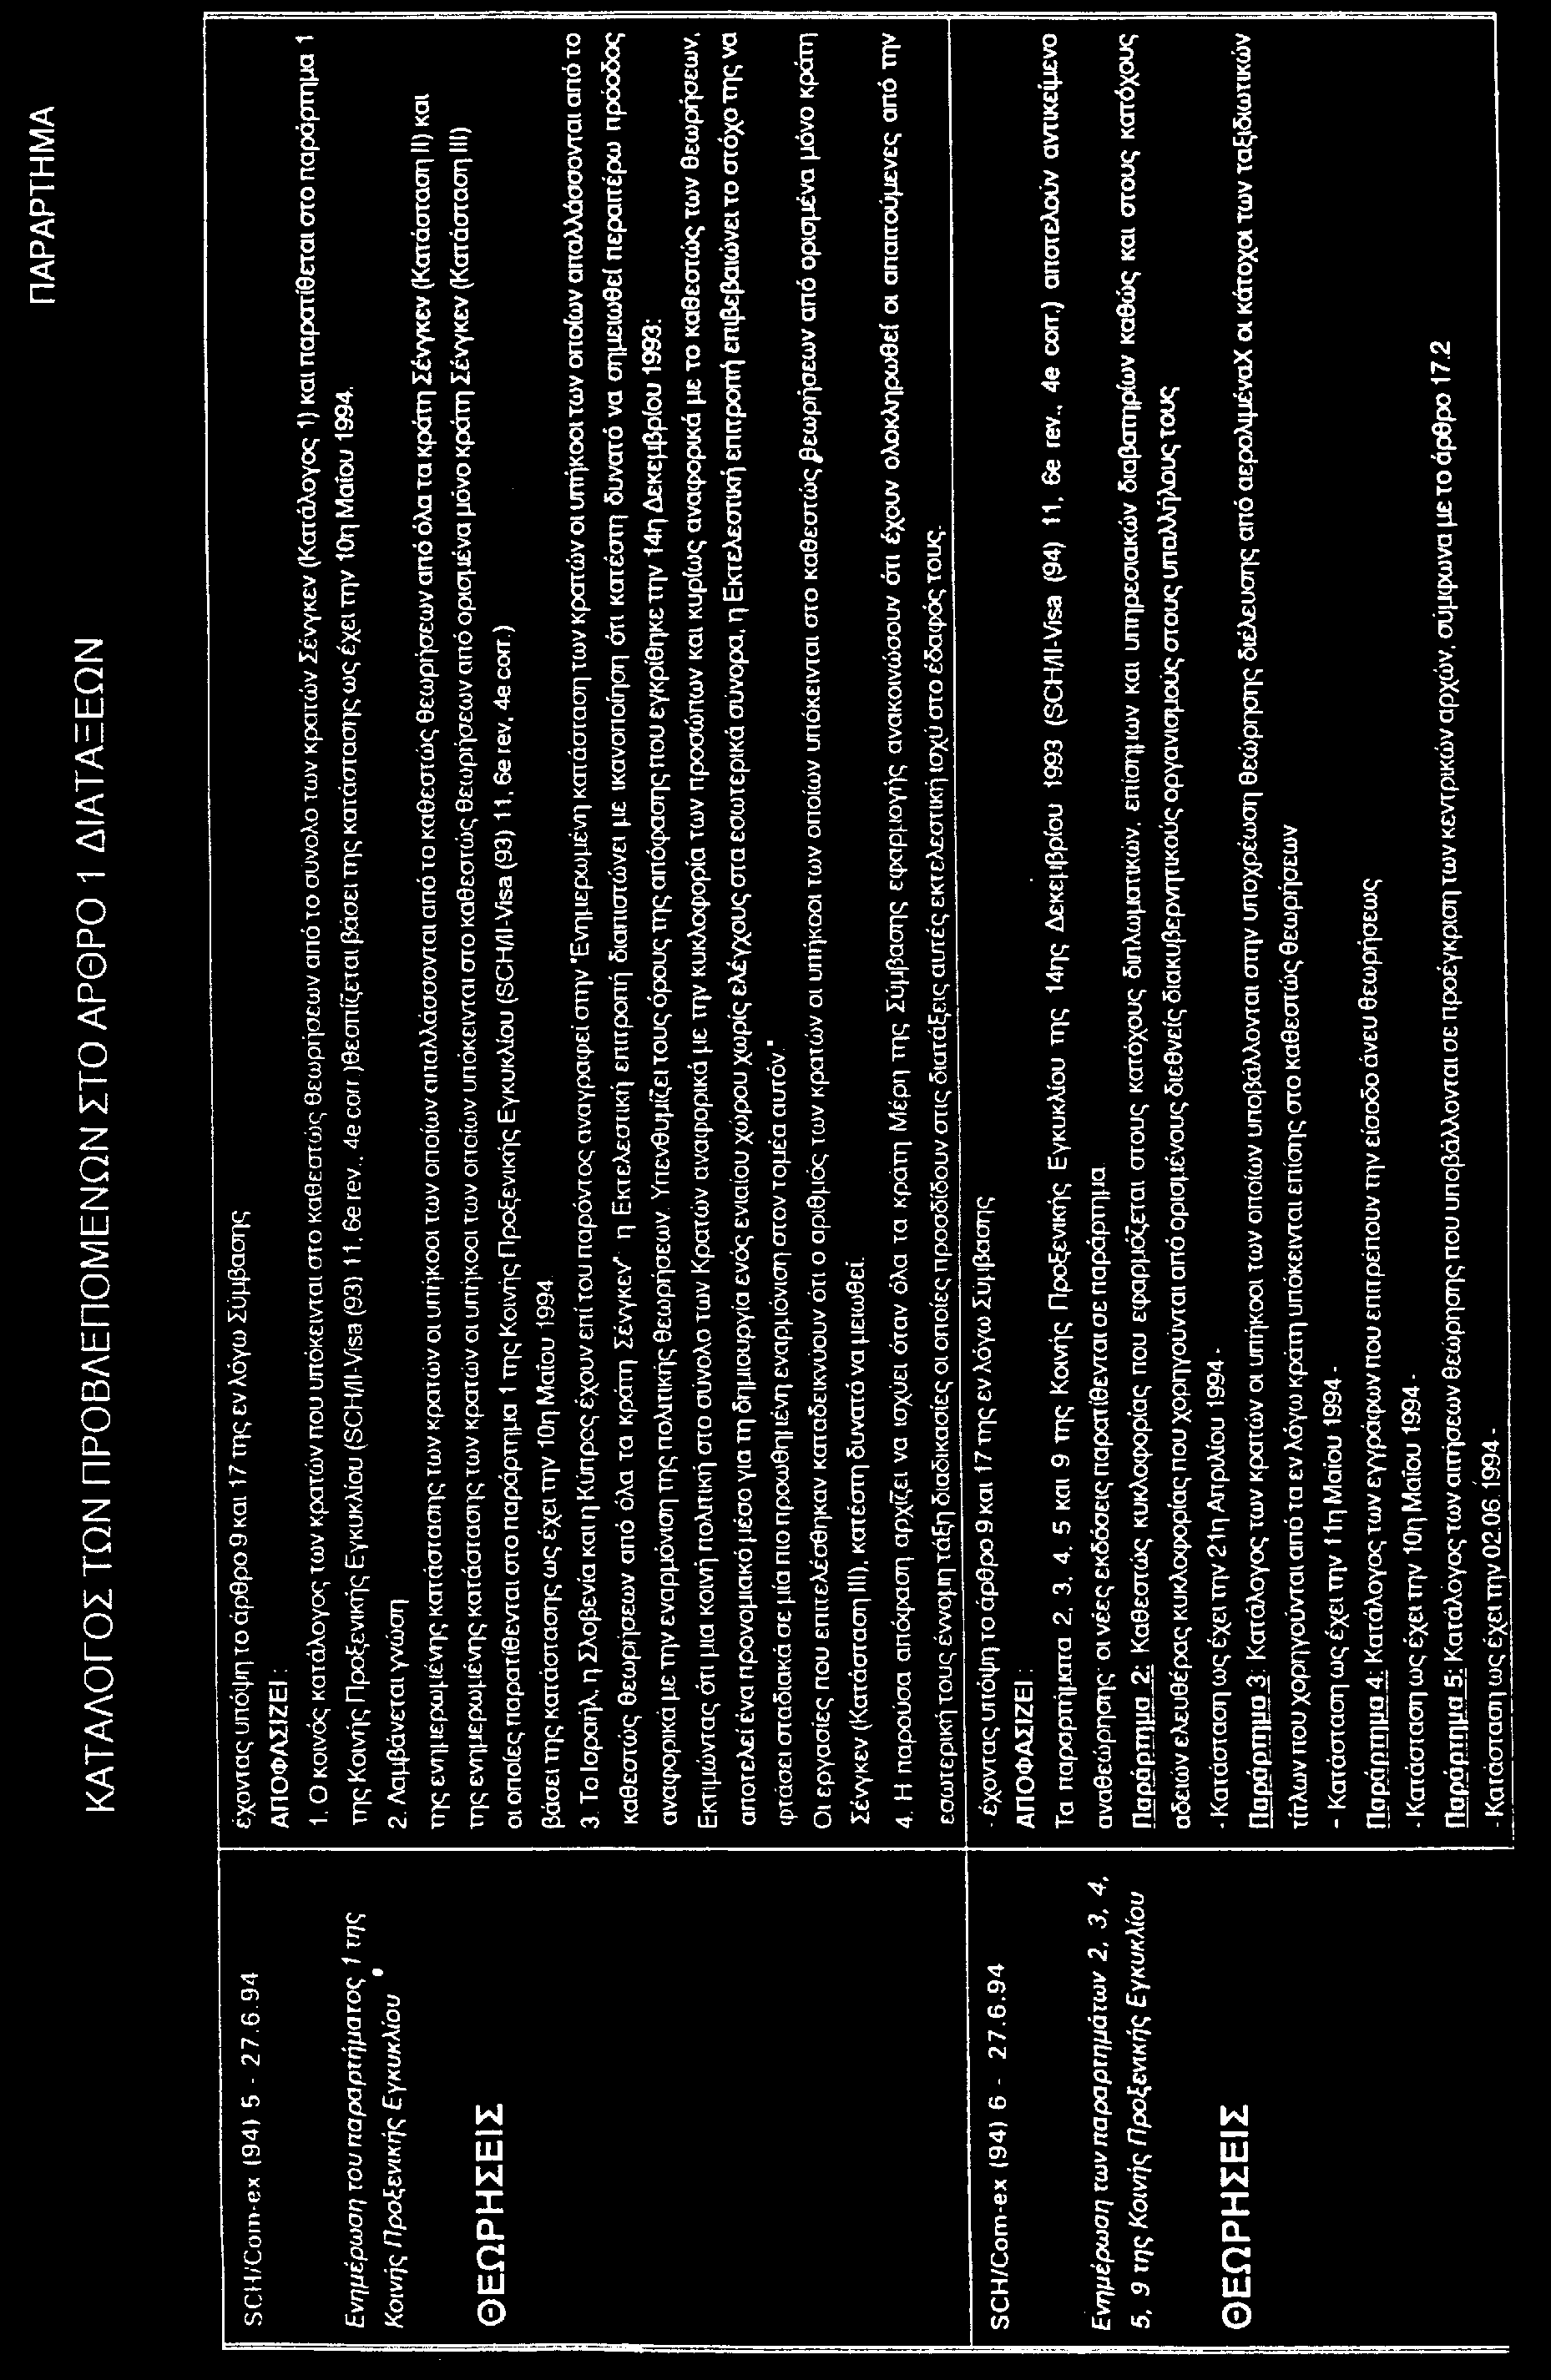 ΠΑΡΑΡΤΗΜΑ
ΚΑΤΑΛΟΓΟΣ ΤΩΝ ΠΡΟΒΛΕΠΟΜΕΝΩΝ ΣΤΟ ΑΡΘΡΟ 1 ΔΙΑΤΑΞΕΩΝ
SCH/Com-ex (94) 5 - 27.6.94
Ενημέρωση του παραρτήματος 1 της
Κοινής Προξενικής Εγκυκλίου
ΘΕΩΡΗΣΕΙΣ
έχοντας υπόψη το άρθρο 9 και 17 της εν λόγω Σύμβασης
ΑΠΟΦΑΣΙΖΕΙ :
1. Ο κοινός κατάλογος των κρατών που υπόκεινται στο καθεστώς θεωρήσεων από το σύνολο των κρατών Σένγκεν (Κατάλογος 1) και παρατίθεται στο παράρτημα 1
της Κοινής Προξενικής Εγκυκλίου (SCH/II-Visa (93) 11, 6e rev., 4e corr.) θεσπίζεται βάσει της κατάστασης ως έχει την 10η Μαίου 1994.
2. Λαμβάνεται γνώση
της ενημερωμένης κατάστασης των κρατών οι υπήκοοι των οποίων απαλλάσσονται από το καθεστώς θεωρήσεων από όλα τα κράτη Σένγκεν (Κατάσταση II) και
της ενημερωμένης κατάστασης των κρατών οι υπήκοοι των οποίων υπόκεινται στο καθεστώς θεωρήσεων από ορισμένα μόνο κράτη Σένγκεν (Κατάσταση III)
οι οποίες παρατίθενται στο παράρτημα 1 της Κοινής Προξενικής Εγκυκλίου (SCH/II-Visa (93) 11, 6e rev, 4e corr.)
βάσει της κατάστασης ως έχει την 10η Μαίου 1994.
3. Το Ισραήλ, η Σλοβενία και η Κύπρος έχουν επί του παρόντος αναγραφεί στην "Ενημερωμένη κατάσταση των κρατών οι υπήκοοι των οποίων απαλλάσσονται από το
καθεστώς θεωρήσεων από όλα τα κράτη Σένγκεν"· η Εκτελεστική επιτροπή διαπιστώνει με ικανοποίηση ότι κατέστη δυνατό να σημειωθεί περαιτέρω πρόοδος
αναφορικά με την εναρμόνιση της πολιτικής θεωρήσεων. Υπενθυμίζει τους όρους της απόφασης που εγκρίθηκε την 14η Δεκεμβρίου 1993:
Εκτιμώντας ότι μια κοινή πολιτική στο σύνολο των Κρατών αναφορικά με την κυκλοφορία των προσώπων και κυρίως αναφορικά με το καθεστώς των θεωρήσεων,
αποτελεί ένα προνομιακό μέσο για τη δημιουργία ενός ενιαίου χώρου χωρίς ελέγχους στα εσωτερικά σύνορα, η Εκτελεστική επιτροπή επιβεβαιώνει το στόχο της να
φτάσει σταδιακά σε μία πιο προωθημένη εναρμόνιση στον τομέα αυτόν."
Οι εργασίες που επιτελέσθηκαν καταδεικνύουν ότι ο αριθμός των κρατών οι υπήκοοι των οποίων υπόκεινται στο καθεστώς θεωρήσεων από ορισμένα μόνο κράτη
Σένγκεν (Κατάσταση III), κατέστη δυνατό να μειωθεί.
4. Η παρούσα απόφαση αρχίζει να ισχύει όταν όλα τα κράτη Μέρη της Σύμβασης εφαρμογής ανακοινώσουν ότι έχουν ολοκληρωθεί οι απαιτούμενες από την
εσωτερική τους έννομη τάξη διαδικασίες οι οποίες προσδίδουν στις διατάξεις αυτές εκτελεστική ισχύ στο έδαφός τους.
SCH/Com-ex (94) 6 - 27.6.94
Ενημέρωση των παραρτημάτων 2, 3, 4,
5, 9 της Κοινής Προξενικής Εγκυκλίου
ΘΕΩΡΗΣΕΙΣ
- έχοντας υπόψη το άρθρο 9 και 17 της εν λόγω Σύμβασης
ΑΠΟΦΑΣΙΖΕΙ :
Τα παραρτήματα 2, 3, 4, 5 και 9 της Κοινής Προξενικής Εγκυκλίου της 14ης Δεκεμβρίου 1993 (SCH/II-Visa (94) 11, 6e rev., 4e corr.) αποτελούν αντικείμενο
αναθεώρησης· οι νέες εκδόσεις παρατίθενται σε παράρτημα
Παράρτημα 2: Καθεστώς κυκλοφορίας που εφαρμόζεται στους κατόχους διπλωματικών, επίσημων και υπηρεσιακών διαβατηρίων καθώς και στους κατόχους
αδειών ελευθέρας κυκλοφορίας που χορηγούνται από ορισμένους διεθνείς διακυβερνητικούς οργανισμούς στους υπαλλήλους τους
- Κατάσταση ως έχει την 21η Απριλίου 1994 -
Παράρτημα 3: Κατάλογος των κρατών οι υπήκοοι των οποίων υποβάλλονται στην υποχρέωση θεώρησης διέλευσης από αερολιμέναΧ οι κάτοχοι των ταξιδιωτικών
τίτλων που χορηγούνται από τα εν λόγω κράτη υπόκεινται επίσης στο καθεστώς θεωρήσεων
- Κατάσταση ως έχει την 11η Μαίου 1994 -
Παράρτημα 4: Κατάλογος των εγγράφων που επιτρέπουν την είσοδο άνευ θεωρήσεως
- Κατάσταση ως έχει την 10η Μαίου 1994 -
Παράρτημα 5: Κατάλογος των αιτήσεων θεώρησης που υποβάλλονται σε προέγκριση των κεντρικών αρχών, σύμφωνα με το άρθρο 17.2
- Κατάσταση ως έχει την 02.06.1994 -